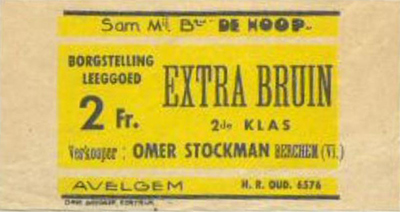 Sam Mij. Bry "DE HOOP"
BORGSTELLING
LEEGGOED
2 Fr.
EXTRA BRUIN
2de KLAS
Verkooper : OMER STOCKMAN BERCHEM (Vl.)
AVELGEM H. R. OUD. 6576